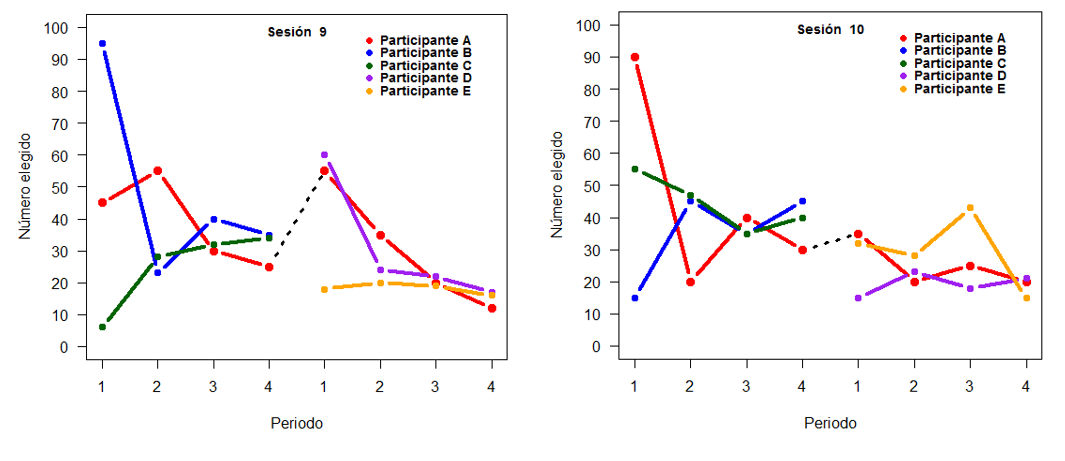 Sesión 9
Participante A
Participante B
Participante C
Participante D
Participante E
100
90
80
70
60
50
40
30
20
10
0
Número elegido
1 2 3 4 1 2 3 4
Periodo
Sesión 10
Participante A
Participante B
Participante C
Participante D
Participante E
100
90
80
70
60
50
40
30
20
10
0
Número elegido
1 2 3 4 1 2 3 4
Periodo